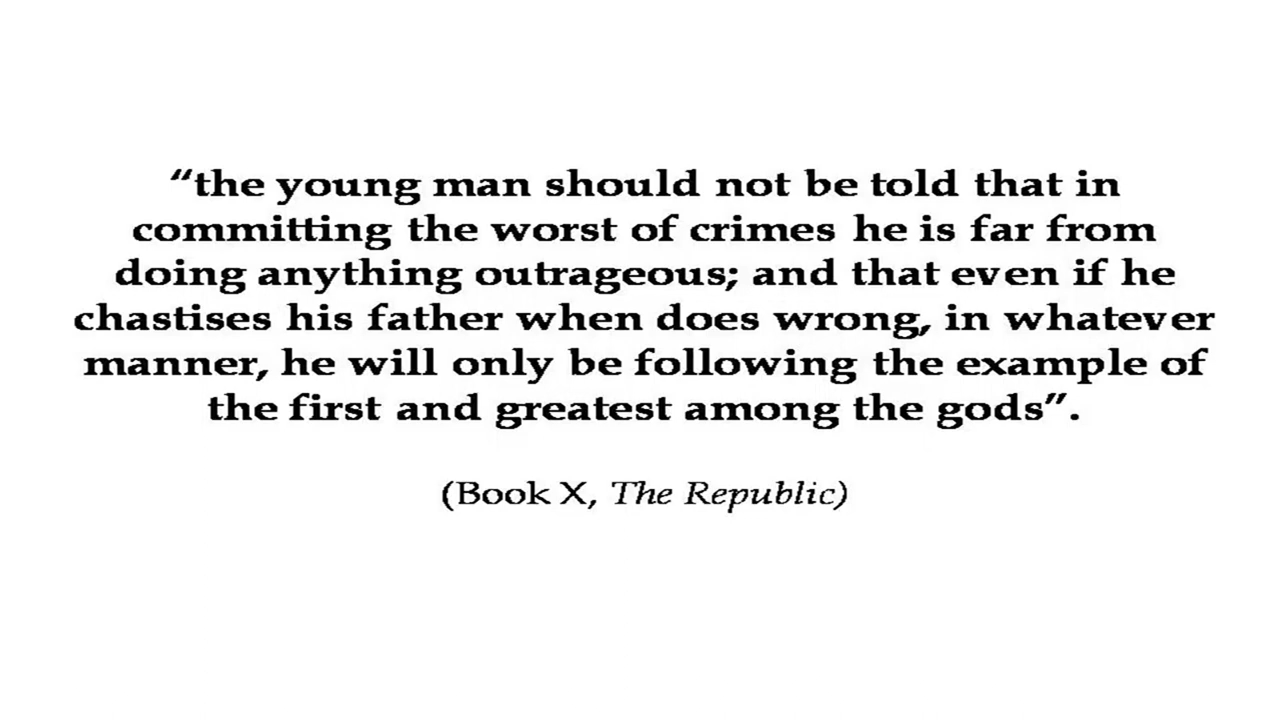 “the young man should not be told that in
committing the worst of crimes he is far from
doing anything outrageous; and that even if he
chastises his father when does wrong, in whatever
manner, he will only be following the example of
the first and greatest among the gods”.
(Book X, The Republic)